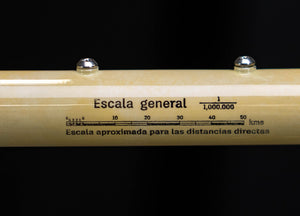 Escala general 1/1,000,000
10 20 30 40 50 kms
Escala aproximada para las distancias directas